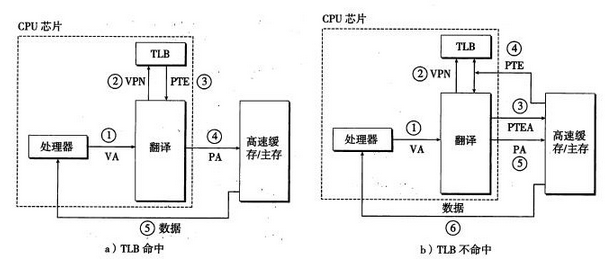 CPU 芯片
TLB
② VPN
PTE ③
处理器
①
VA
翻译
④
PA
高速缓
存/主存
⑤ 数据
a）TLB 命中
CPU 芯片
TLB
④
② VPN
PTE
处理器
①
VA
翻译
③
PTEA
PA
⑤
高速缓
存/主存
数据
⑥
b）TLB 不命中